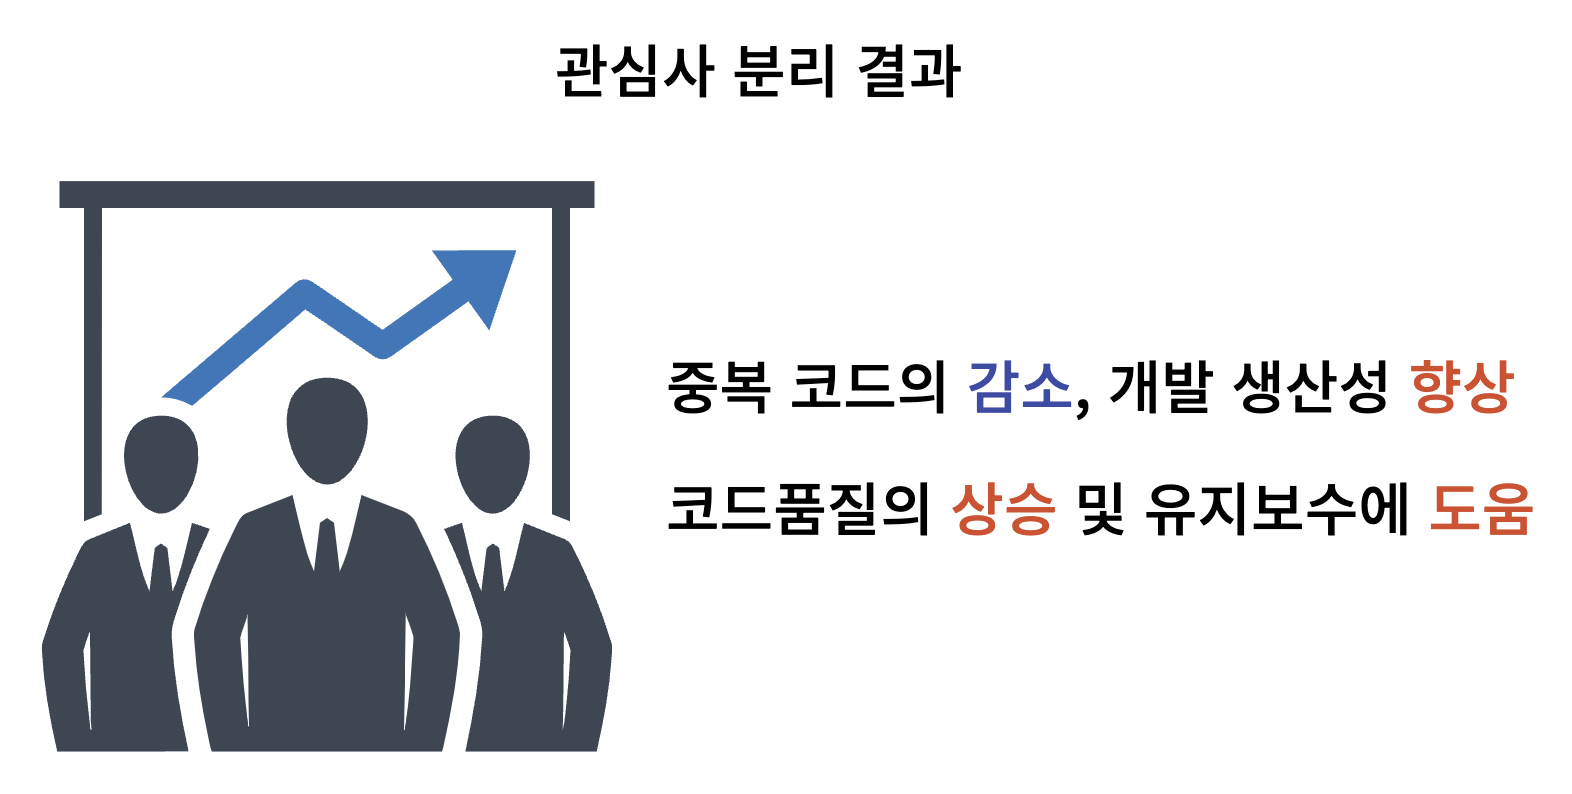 관심사 분리 결과
중복 코드의 감소, 개발 생산성 향상
코드품질의 상승 및 유지보수에 도움